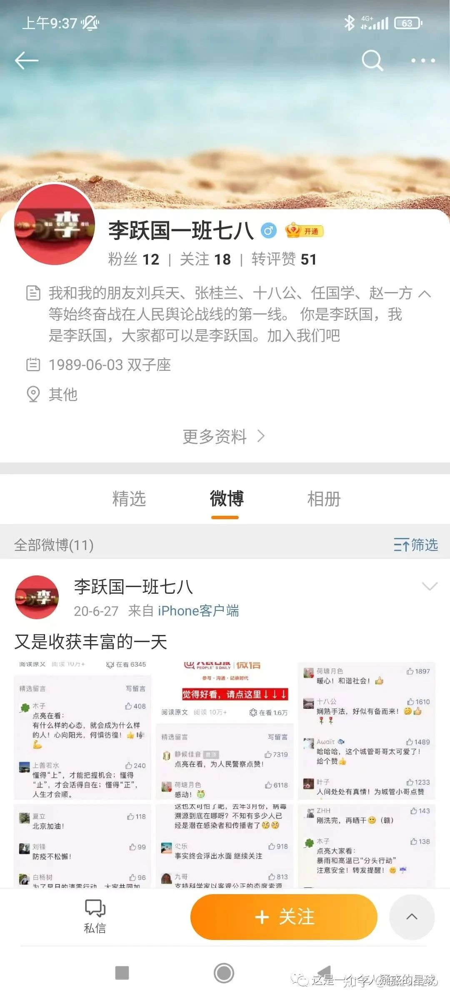 上午9:37
4G+
63
李跃国一班七八
开通
粉丝 12 | 关注 18 | 转评赞 51
我和我的朋友刘兵天、张桂兰、十八公、任国学、赵一方
等始终奋战在人民舆论战线的第一线。 你是李跃国，我
是李跃国，大家都可以是李跃国。加入我们吧
1989-06-03 双子座
其他
更多资料
精选 微博 相册
全部微博(11)
筛选
李跃国一班七八
20-6-27 来自 iPhone客户端
又是收获丰富的一天
阅读原文 阅读 10万+ 在看 6345
精选留言 写留言
木子 408
点亮在看：
有什么样的心态，就会成为什么样
的人！心向阳光，何惧彷徨！👍🎼
💪
上善若水 240
懂得“上”，才能把握机会；懂得
“止”，才会活得自在；懂得“正”，
人生才会顺。
人民日报 | 微信
PEOPLE'S DAILY
参与·沟通·记录时代
觉得好看，请点这里↓↓↓
阅读原文 阅读 10万+ 在看 1.6万
精选留言 写留言
静候佳音 置顶 7319
点亮在看，为人民警察点赞！
荷塘月色 6118
感动！😭
荷塘月色 1897
暖心！和谐社会！👍
十八公 1610
娴熟手法，好似有备而来！🤭👍
🌹🌹
Aωαїτ 🐟 1489
哈哈哈，这个城管哥哥太可爱了！
给个赞👍
叶子 1233
人间处处有真情！为城管小哥点赞
夏立 118
北京加油！
刘锋 99
防疫不松懈！
白杨树 96
为了早日的清零行动，大家共同加
这也太可怕了吧，去年3月份，病毒
溯源到底在哪呀？不知有多少人已
经是潜在感染者和传播者了😳😳
尐乐 918
事实终会浮出水面 继续关注
九哥 813
支持科学家以客观公正的态度索源
ZHH 143
刚洗完，再晒干😕（赣）
木子 138
点亮大家看：
暴雨和高温已“分头行动”
注意安全！转发提醒！🙂☔
私信
+ 关注
这是一个令人疑惑的星球